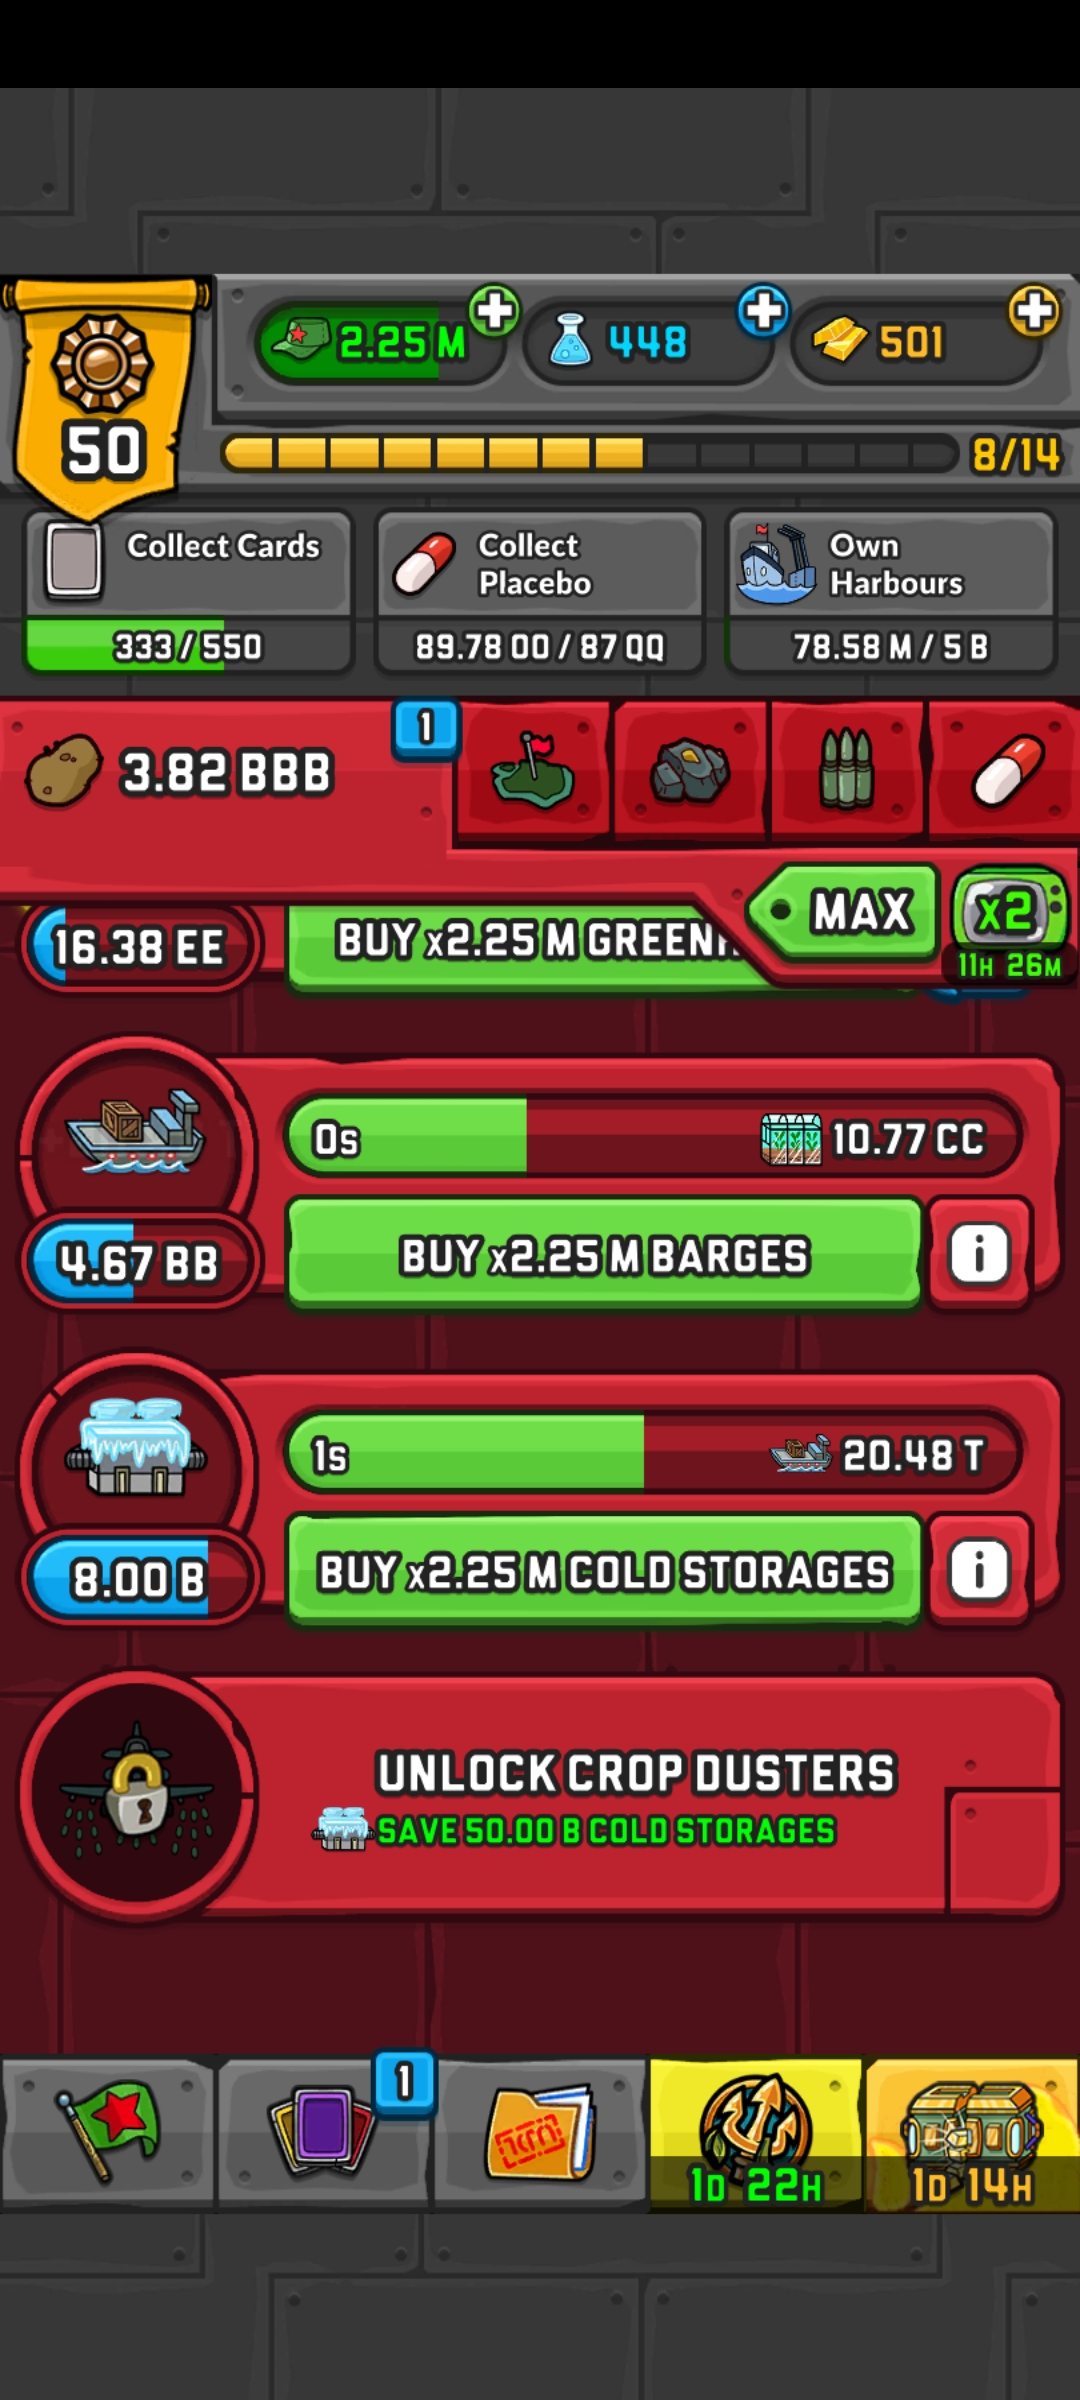 2.25 M
448
501
50
8/14
Collect Cards
333 / 550
Collect
Placebo
89.78 OO / 87 QQ
Own
Harbours
78.58 M / 5 B
3.82 BBB
1
MAX
x2
11H 26M
16.38 EE
BUY x2.25 M
0s
10.77 CC
4.67 BB
BUY x2.25 M BARGES
i
1s
20.48 T
8.00 B
BUY x2.25 M COLD STORAGES
i
UNLOCK CROP DUSTERS
SAVE 50.00 B COLD STORAGES
1
1D 22H
1D 14H